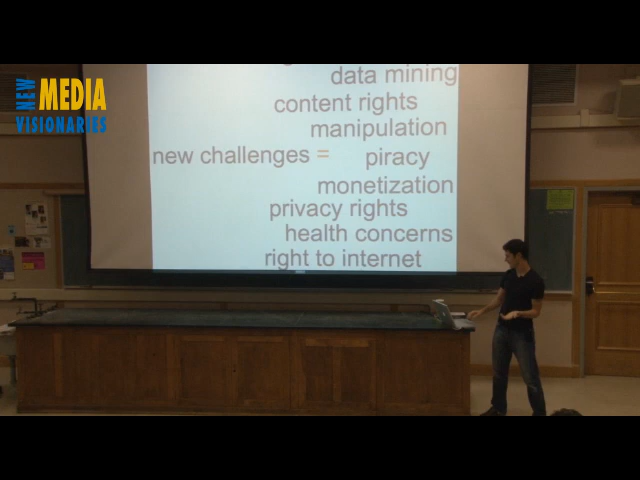 NEW
MEDIA
VISIONARIES
data mining
content rights
manipulation
new challenges = piracy
monetization
privacy rights
health concerns
right to internet